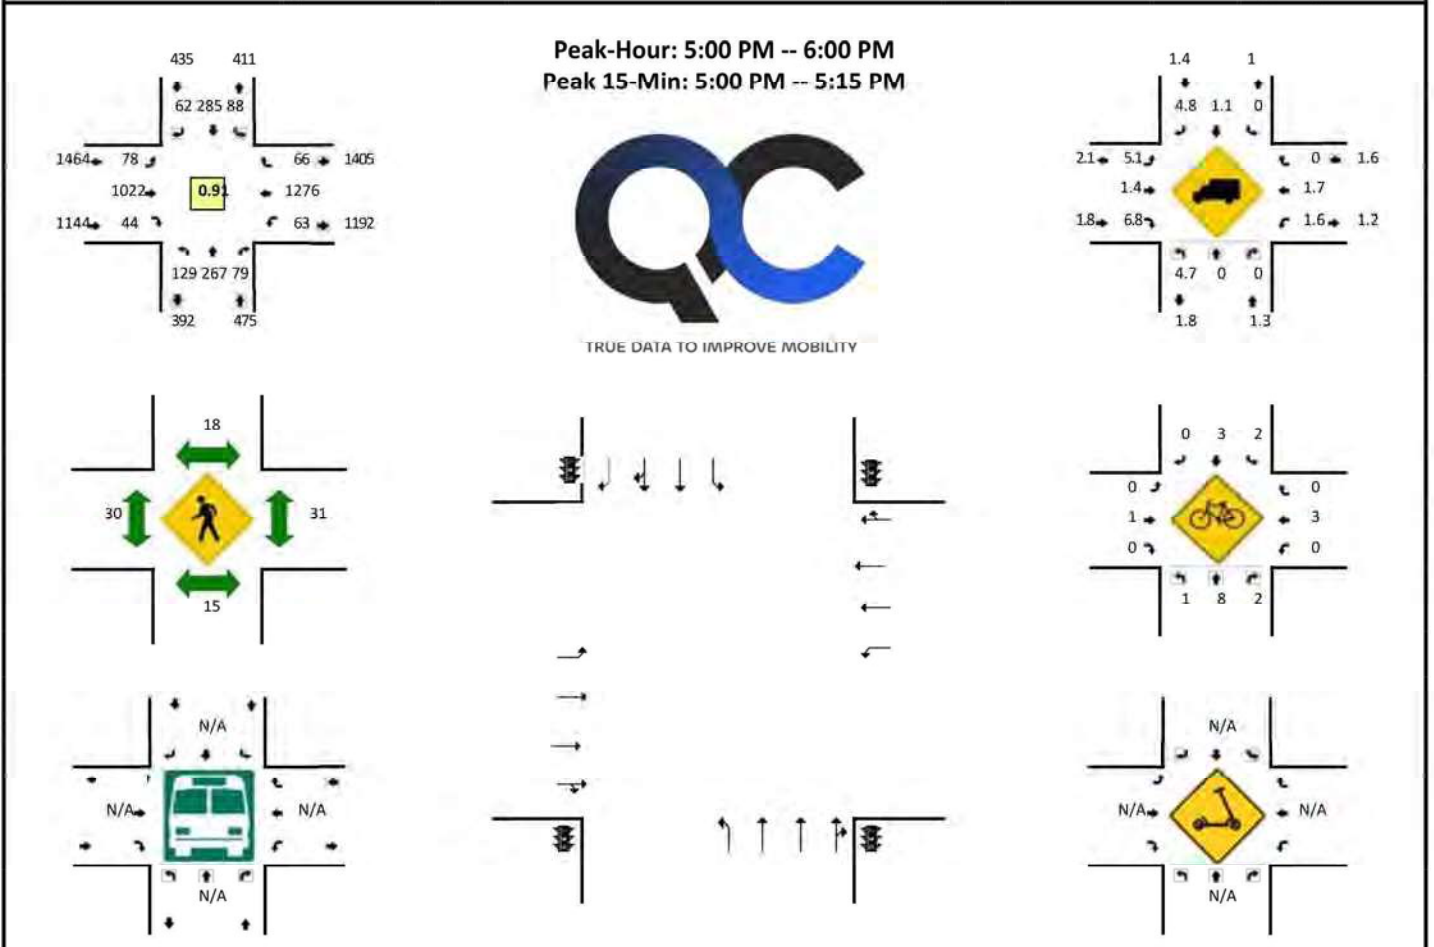 Peak-Hour: 5:00 PM -- 6:00 PM
Peak 15-Min: 5:00 PM -- 5:15 PM
435 411
62 285 88
1464 78 66 1405
1022 0.91 1276
1144 44 63 1192
129 267 79
392 475
QC
TRUE DATA TO IMPROVE MOBILITY
1.4 1
4.8 1.1 0
2.1 5.1 0 1.6
1.4 1.7
1.8 6.8 1.6 1.2
4.7 0 0
1.8 1.3
18
30 31
15
0 3 2
0 0
1 3
0 0
1 8 2
N/A
N/A N/A
N/A
N/A
N/A N/A
N/A